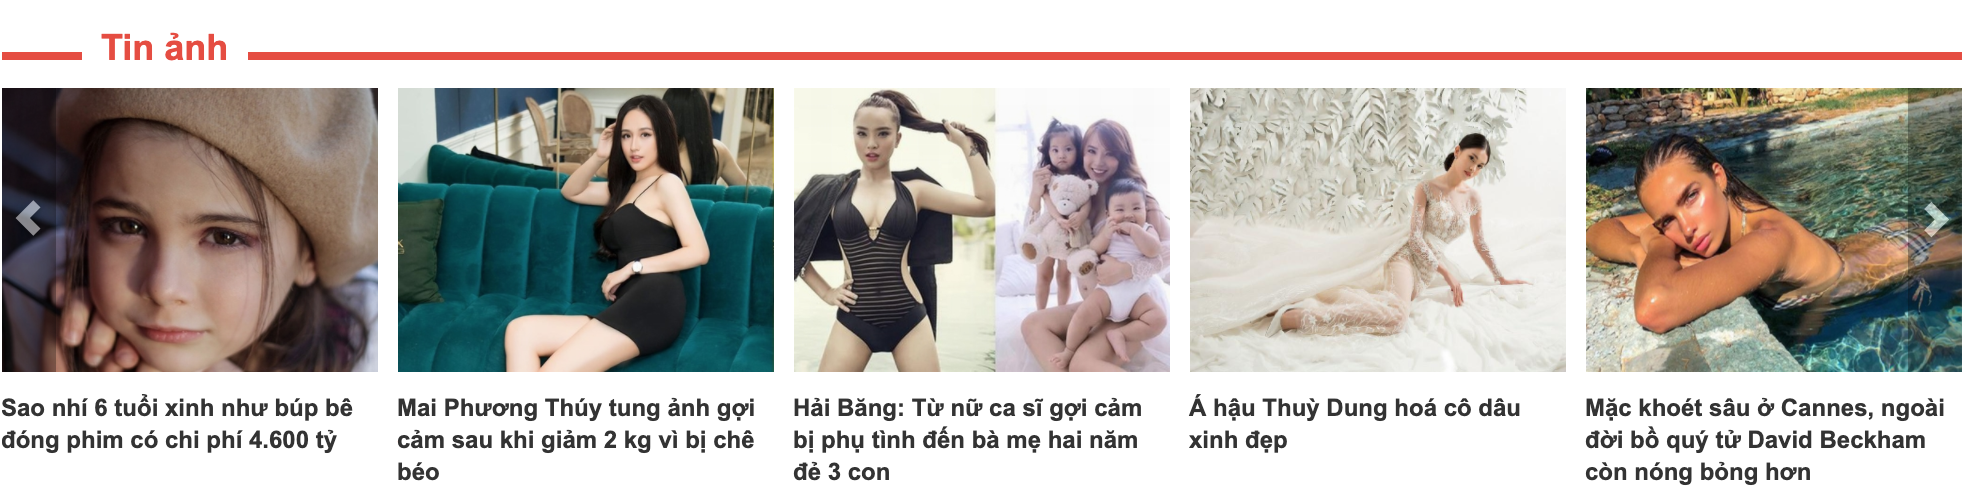 Tin ảnh
Sao nhí 6 tuổi xinh như búp bê
đóng phim có chi phí 4.600 tỷ
Mai Phương Thúy tung ảnh gợi
cảm sau khi giảm 2 kg vì bị chê
béo
Hải Băng: Từ nữ ca sĩ gợi cảm
bị phụ tình đến bà mẹ hai năm
đẻ 3 con
Á hậu Thuỳ Dung hoá cô dâu
xinh đẹp
Mặc khoét sâu ở Cannes, ngoài
đời bồ quý tử David Beckham
còn nóng bỏng hơn